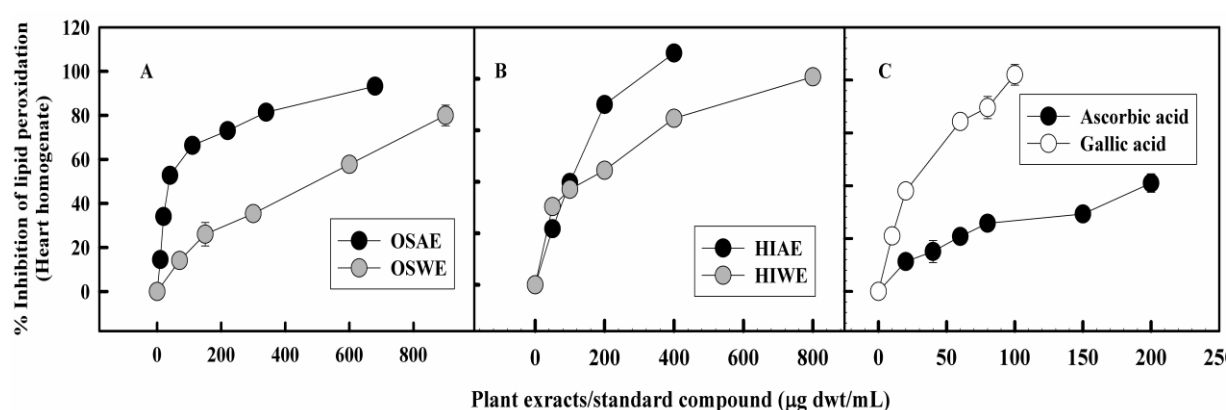 % Inhibition of lipid peroxidation
(Heart homogenate)
120
100
80
60
40
20
0
A
OSAE
OSWE
0 200 400 600 800
B
HIAE
HIWE
0 200 400 600 800
C
Ascorbic acid
Gallic acid
0 50 100 150 200 250
Plant exracts/standard compound (µg dwt/mL)